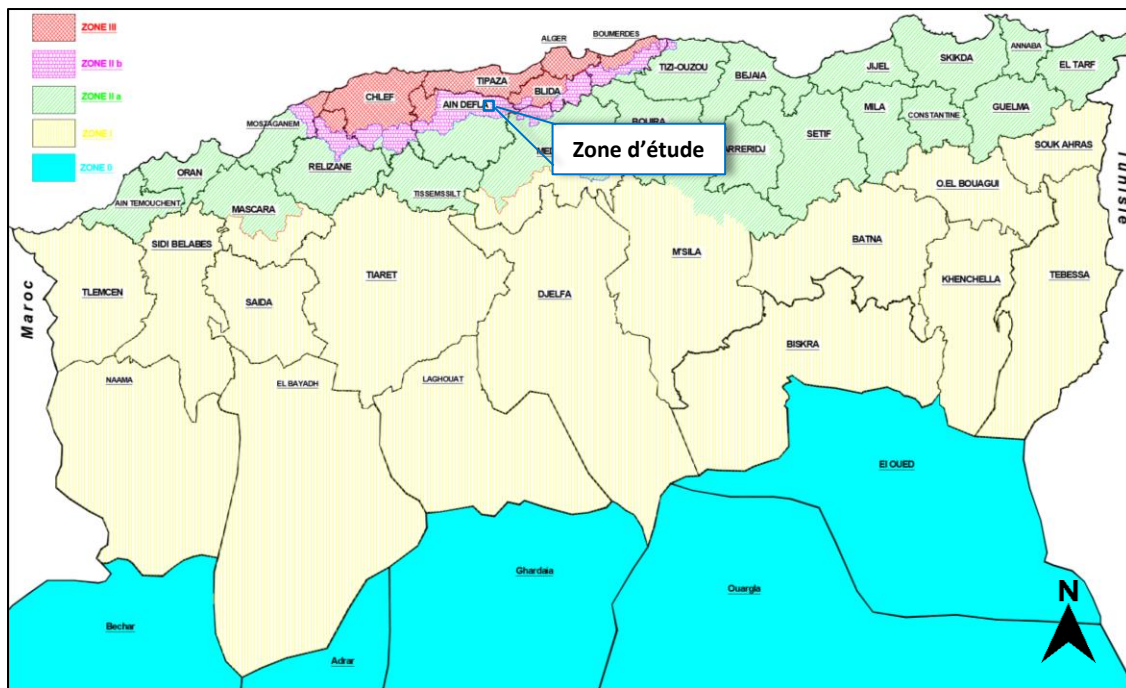 ZONE III
ZONE II b
ZONE II a
ZONE I
ZONE 0
ALGER
BOUMERDES
TIPAZA
CHLEF
BLIDA
TIZI-OUZOU
BEJAIA
JIJEL
SKIKDA
ANNABA
EL TARF
AIN DEFLA
MOSTAGANEM
MILA
CONSTANTINE
GUELMA
BOUIRA
SETIF
Zone d’étude
SOUK AHRAS
RELIZANE
ORAN
TISSEMSSILT
O.EL BOUAGUI
AIN TEMOUCHENT
MASCARA
SIDI BELABES
BATNA
M'SILA
KHENCHELLA
TEBESSA
TIARET
TLEMCEN
SAIDA
DJELFA
BISKRA
NAAMA
EL BAYADH
LAGHOUAT
Maroc
Tunisie
El OUED
Ghardaia
Ouargla
Bechar
Adrar
N